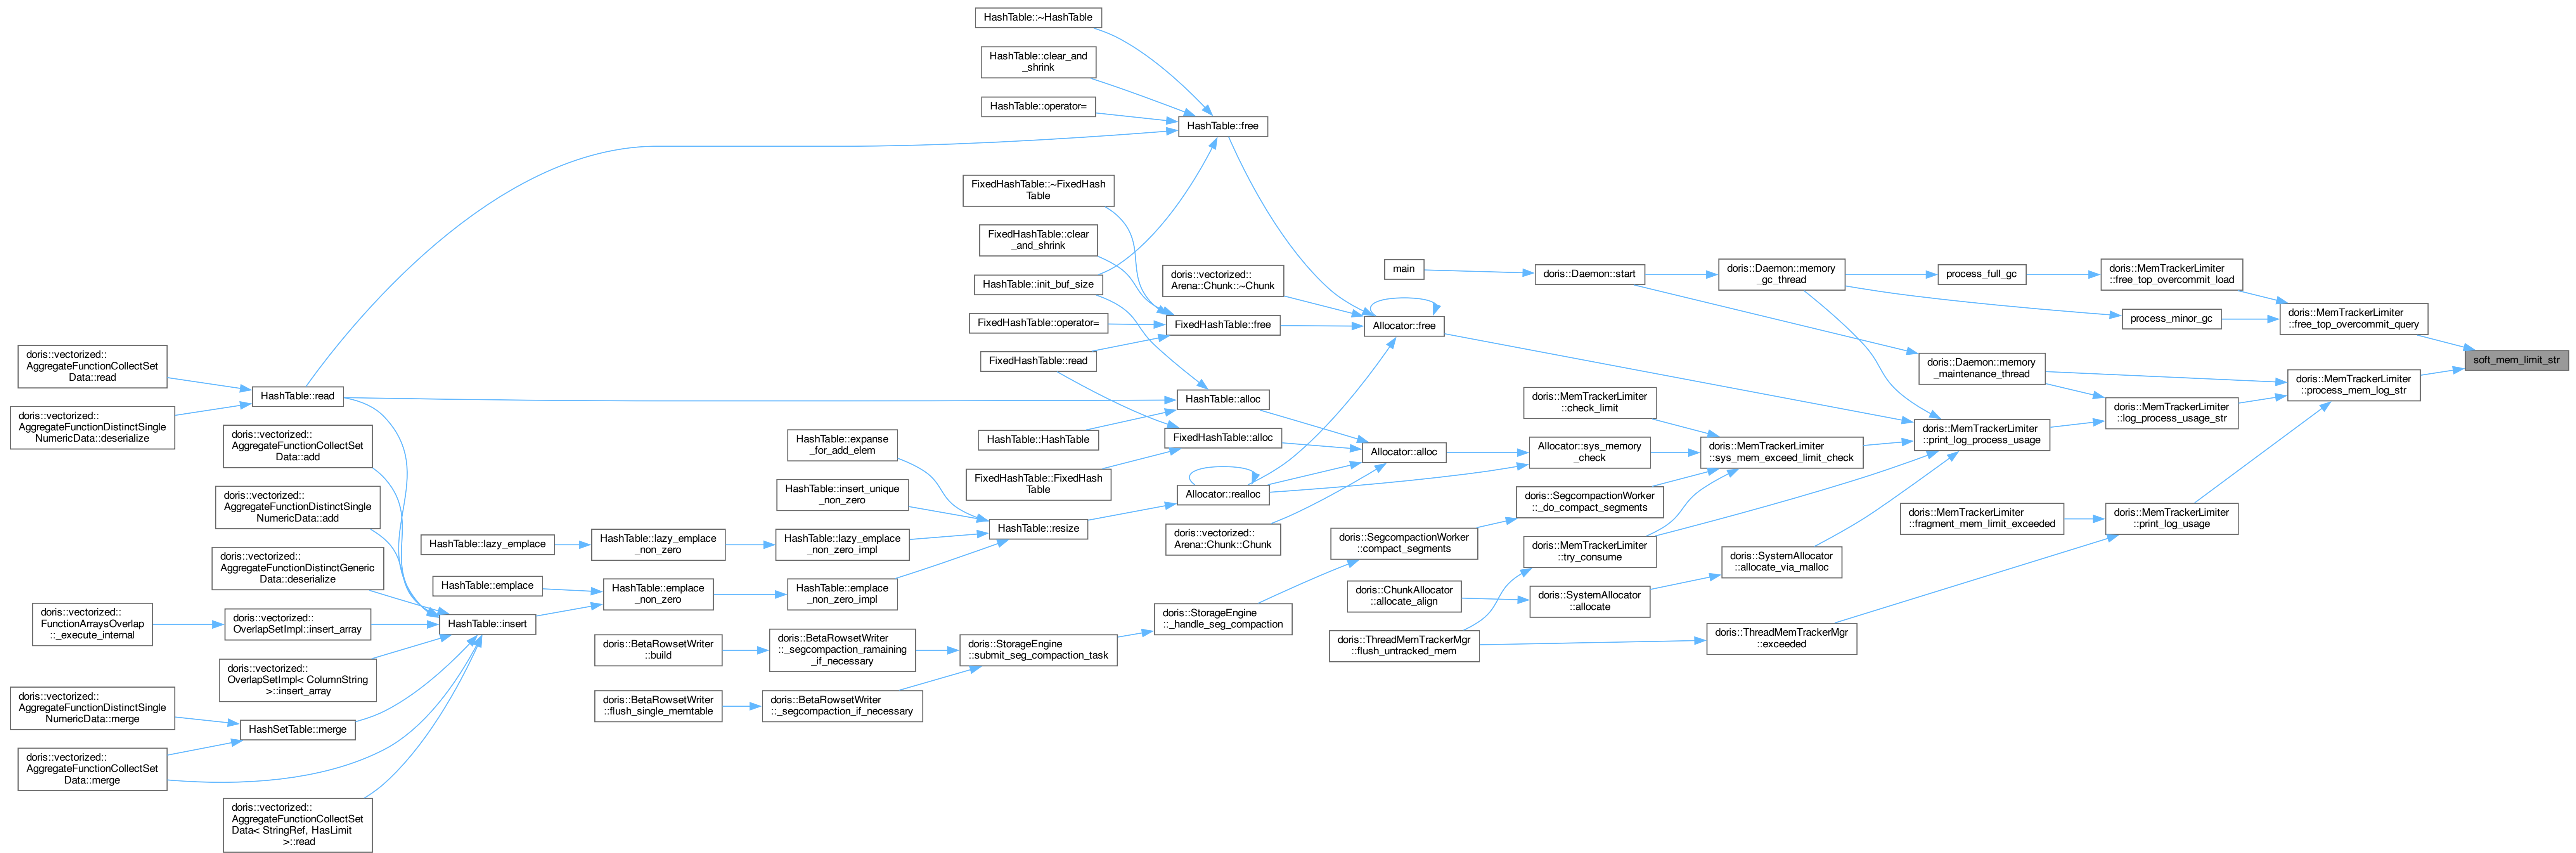 HashTable::~HashTable
HashTable::clear_and
_shrink
HashTable::operator=
HashTable::free
FixedHashTable::~FixedHash
Table
FixedHashTable::clear
_and_shrink
HashTable::init_buf_size
FixedHashTable::operator=
FixedHashTable::read
doris::vectorized::
Arena::Chunk::~Chunk
FixedHashTable::free
main
Allocator::free
doris::Daemon::start
doris::Daemon::memory
_gc_thread
process_full_gc
doris::MemTrackerLimiter
::free_top_overcommit_load
process_minor_gc
doris::MemTrackerLimiter
::free_top_overcommit_query
soft_mem_limit_str
doris::Daemon::memory
_maintenance_thread
doris::MemTrackerLimiter
::process_mem_log_str
doris::MemTrackerLimiter
::log_process_usage_str
doris::MemTrackerLimiter
::print_log_process_usage
doris::MemTrackerLimiter
::check_limit
doris::MemTrackerLimiter
::sys_mem_exceed_limit_check
Allocator::sys_memory
_check
Allocator::alloc
HashTable::alloc
HashTable::HashTable
FixedHashTable::alloc
FixedHashTable::FixedHash
Table
Allocator::realloc
doris::vectorized::
Arena::Chunk::Chunk
doris::SegcompactionWorker
::_do_compact_segments
doris::SegcompactionWorker
::compact_segments
doris::MemTrackerLimiter
::try_consume
doris::MemTrackerLimiter
::fragment_mem_limit_exceeded
doris::MemTrackerLimiter
::print_log_usage
doris::SystemAllocator
::allocate_via_malloc
doris::SystemAllocator
::allocate
doris::ChunkAllocator
::allocate_align
doris::ThreadMemTrackerMgr
::exceeded
doris::ThreadMemTrackerMgr
::flush_untracked_mem
doris::StorageEngine
::_handle_seg_compaction
doris::StorageEngine
::submit_seg_compaction_task
doris::BetaRowsetWriter
::_segcompaction_ramaining
_if_necessary
doris::BetaRowsetWriter
::build
doris::BetaRowsetWriter
::_segcompaction_if_necessary
doris::BetaRowsetWriter
::flush_single_memtable
HashTable::expanse
_for_add_elem
HashTable::insert_unique
_non_zero
HashTable::resize
HashTable::lazy_emplace
_non_zero_impl
HashTable::lazy_emplace
_non_zero
HashTable::lazy_emplace
HashTable::emplace
_non_zero_impl
HashTable::emplace
_non_zero
HashTable::emplace
HashTable::insert
doris::vectorized::
AggregateFunctionCollectSet
Data::read
HashTable::read
doris::vectorized::
AggregateFunctionDistinctSingle
NumericData::deserialize
doris::vectorized::
AggregateFunctionCollectSet
Data::add
doris::vectorized::
AggregateFunctionDistinctSingle
NumericData::add
doris::vectorized::
AggregateFunctionDistinctGeneric
Data::deserialize
doris::vectorized::
FunctionArraysOverlap
::_execute_internal
doris::vectorized::
OverlapSetImpl::insert_array
doris::vectorized::
OverlapSetImpl< ColumnString
>::insert_array
doris::vectorized::
AggregateFunctionDistinctSingle
NumericData::merge
HashSetTable::merge
doris::vectorized::
AggregateFunctionCollectSet
Data::merge
doris::vectorized::
AggregateFunctionCollectSet
Data< StringRef, HasLimit
>::read